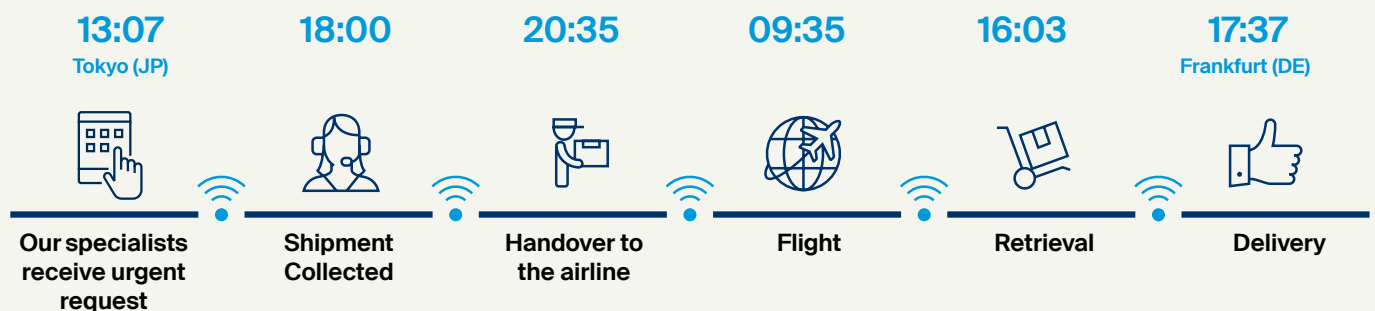 13:07
Tokyo (JP)
18:00
20:35
09:35
16:03
17:37
Frankfurt (DE)
Our specialists
receive urgent
request
Shipment
Collected
Handover to
the airline
Flight
Retrieval
Delivery